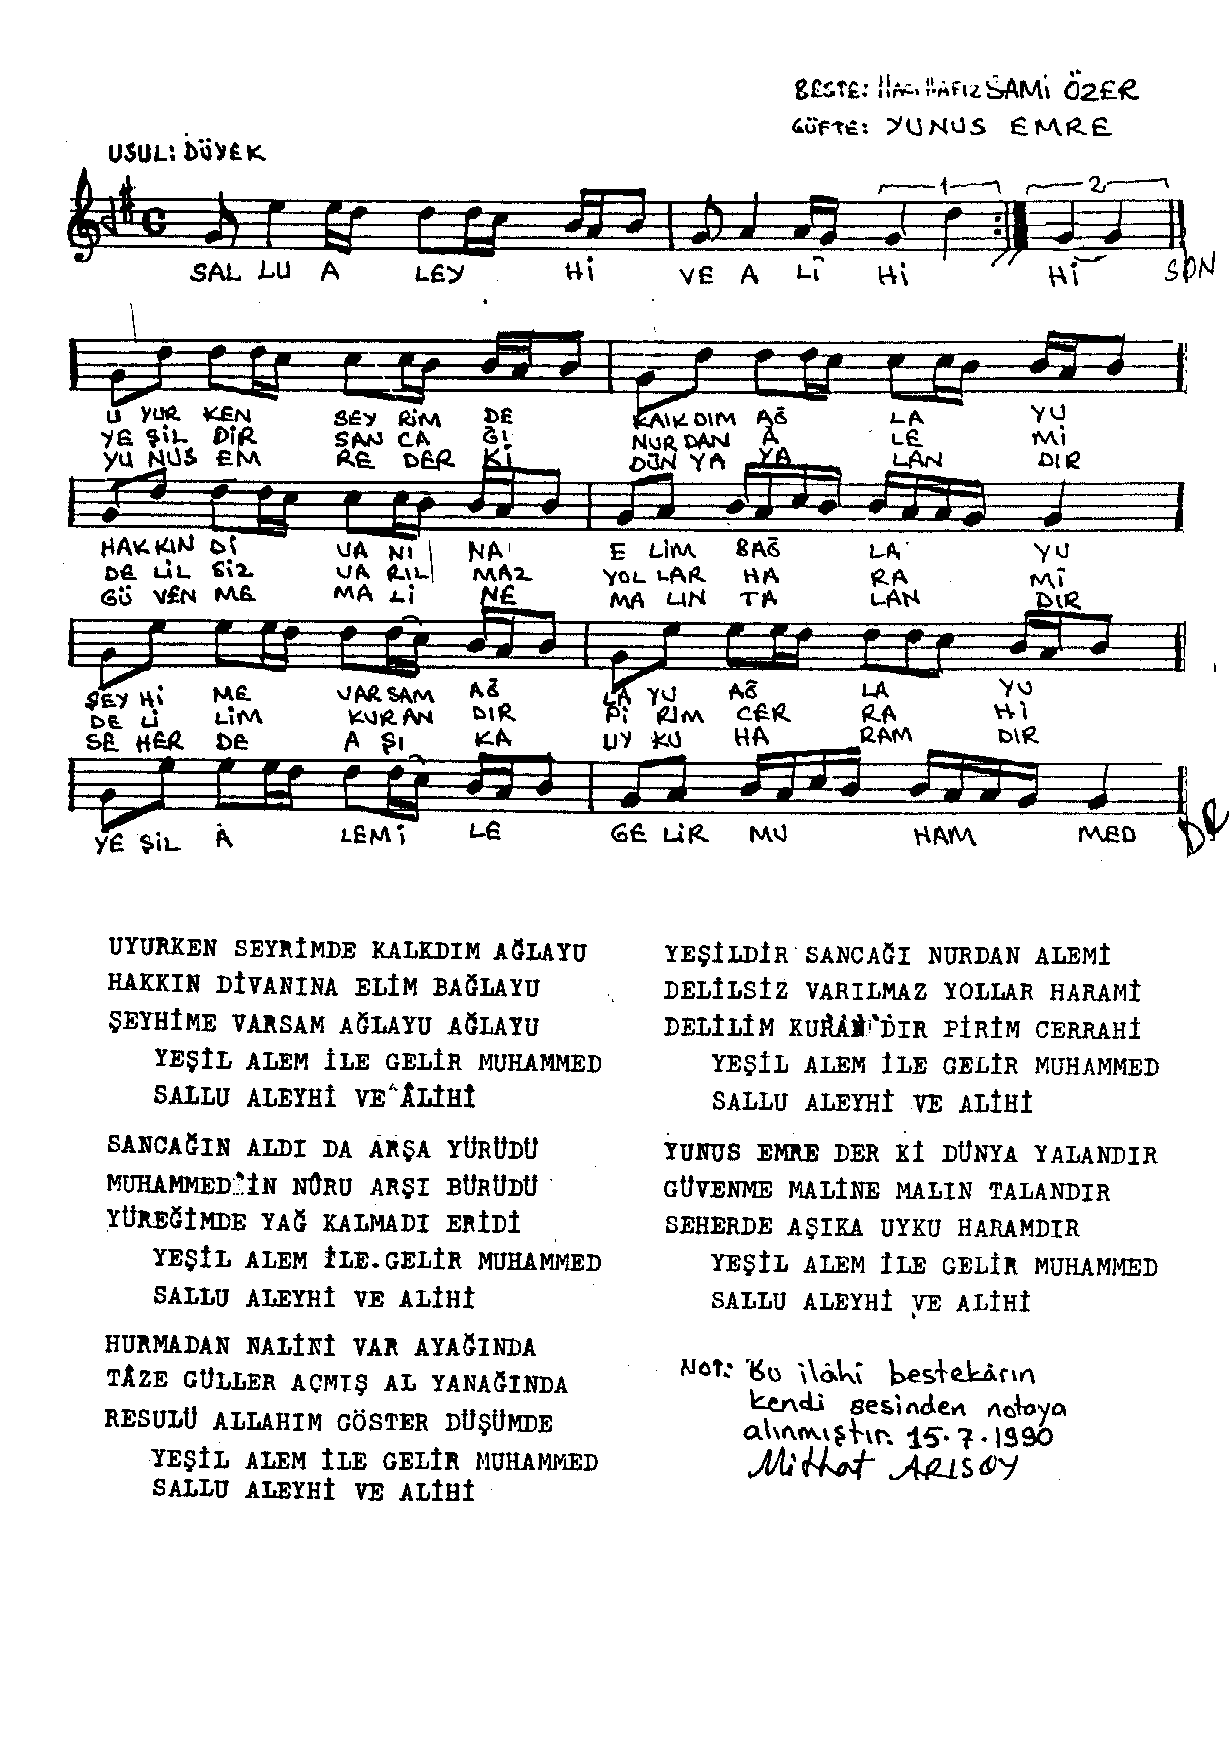 BESTE: HACI HAFIZ SAMİ ÖZER
GÜFTE: YUNUS EMRE
USUL: DÜYEK
1 2
SAL LU A LEY Hİ VE A LÎ Hİ Hİ SON
U YUR KEN SEY RİM DE KALK DIM AĞ LA YU
YE ŞİL DİR SAN CA ĞI NUR DAN Â LE Mİ
YU NUS EM RE DER Kİ DÜN YA YA LAN DIR
HAK KIN Dİ VA NI NA E LİM BAĞ LA YU
DE LİL SİZ VA RIL MAZ YOL LAR HA RA MÎ
GÜ VEN ME MA Lİ NE MA LIN TA LAN DIR
ŞEY Hİ ME VAR SAM AĞ LA YU AĞ LA YU
DE Lİ LİM KUR AN DIR Pİ RİM CER RA Hİ
SE HER DE A ŞI KA UY KU HA RAM DIR
YE ŞİL Â LEM İ LE GE LİR MU HAM MED
UYURKEN SEYRİMDE KALKDIM AĞLAYU
HAKKIN DİVANINA ELİM BAĞLAYU
ŞEYHİME VARSAM AĞLAYU AĞLAYU
YEŞİL ALEM İLE GELİR MUHAMMED
SALLU ALEYHİ VE ÂLİHİ
SANCAĞIN ALDI DA ARŞA YÜRÜDÜ
MUHAMMED'İN NÛRU ARŞI BÜRÜDÜ
YÜREĞİMDE YAĞ KALMADI ERİDİ
YEŞİL ALEM İLE.GELİR MUHAMMED
SALLU ALEYHİ VE ALİHİ
HURMADAN NALİNİ VAR AYAĞINDA
TÂZE GÜLLER AÇMIŞ AL YANAĞINDA
RESULÜ ALLAHIM GÖSTER DÜŞÜMDE
YEŞİL ALEM İLE GELİR MUHAMMED
SALLU ALEYHİ VE ALİHİ
YEŞİLDİR SANCAĞI NURDAN ALEMİ
DELİLSİZ VARILMAZ YOLLAR HARAMİ
DELİLİM KURÂN'DIR PİRİM CERRAHİ
YEŞİL ALEM İLE GELİR MUHAMMED
SALLU ALEYHİ VE ALİHİ
YUNUS EMRE DER Kİ DÜNYA YALANDIR
GÜVENME MALİNE MALIN TALANDIR
SEHERDE AŞIKA UYKU HARAMDIR
YEŞİL ALEM İLE GELİR MUHAMMED
SALLU ALEYHİ VE ALİHİ
NOT: Bu ilâhi bestekârın
kendi sesinden notaya
alınmıştır. 15.7.1990
Mithat ARISOY